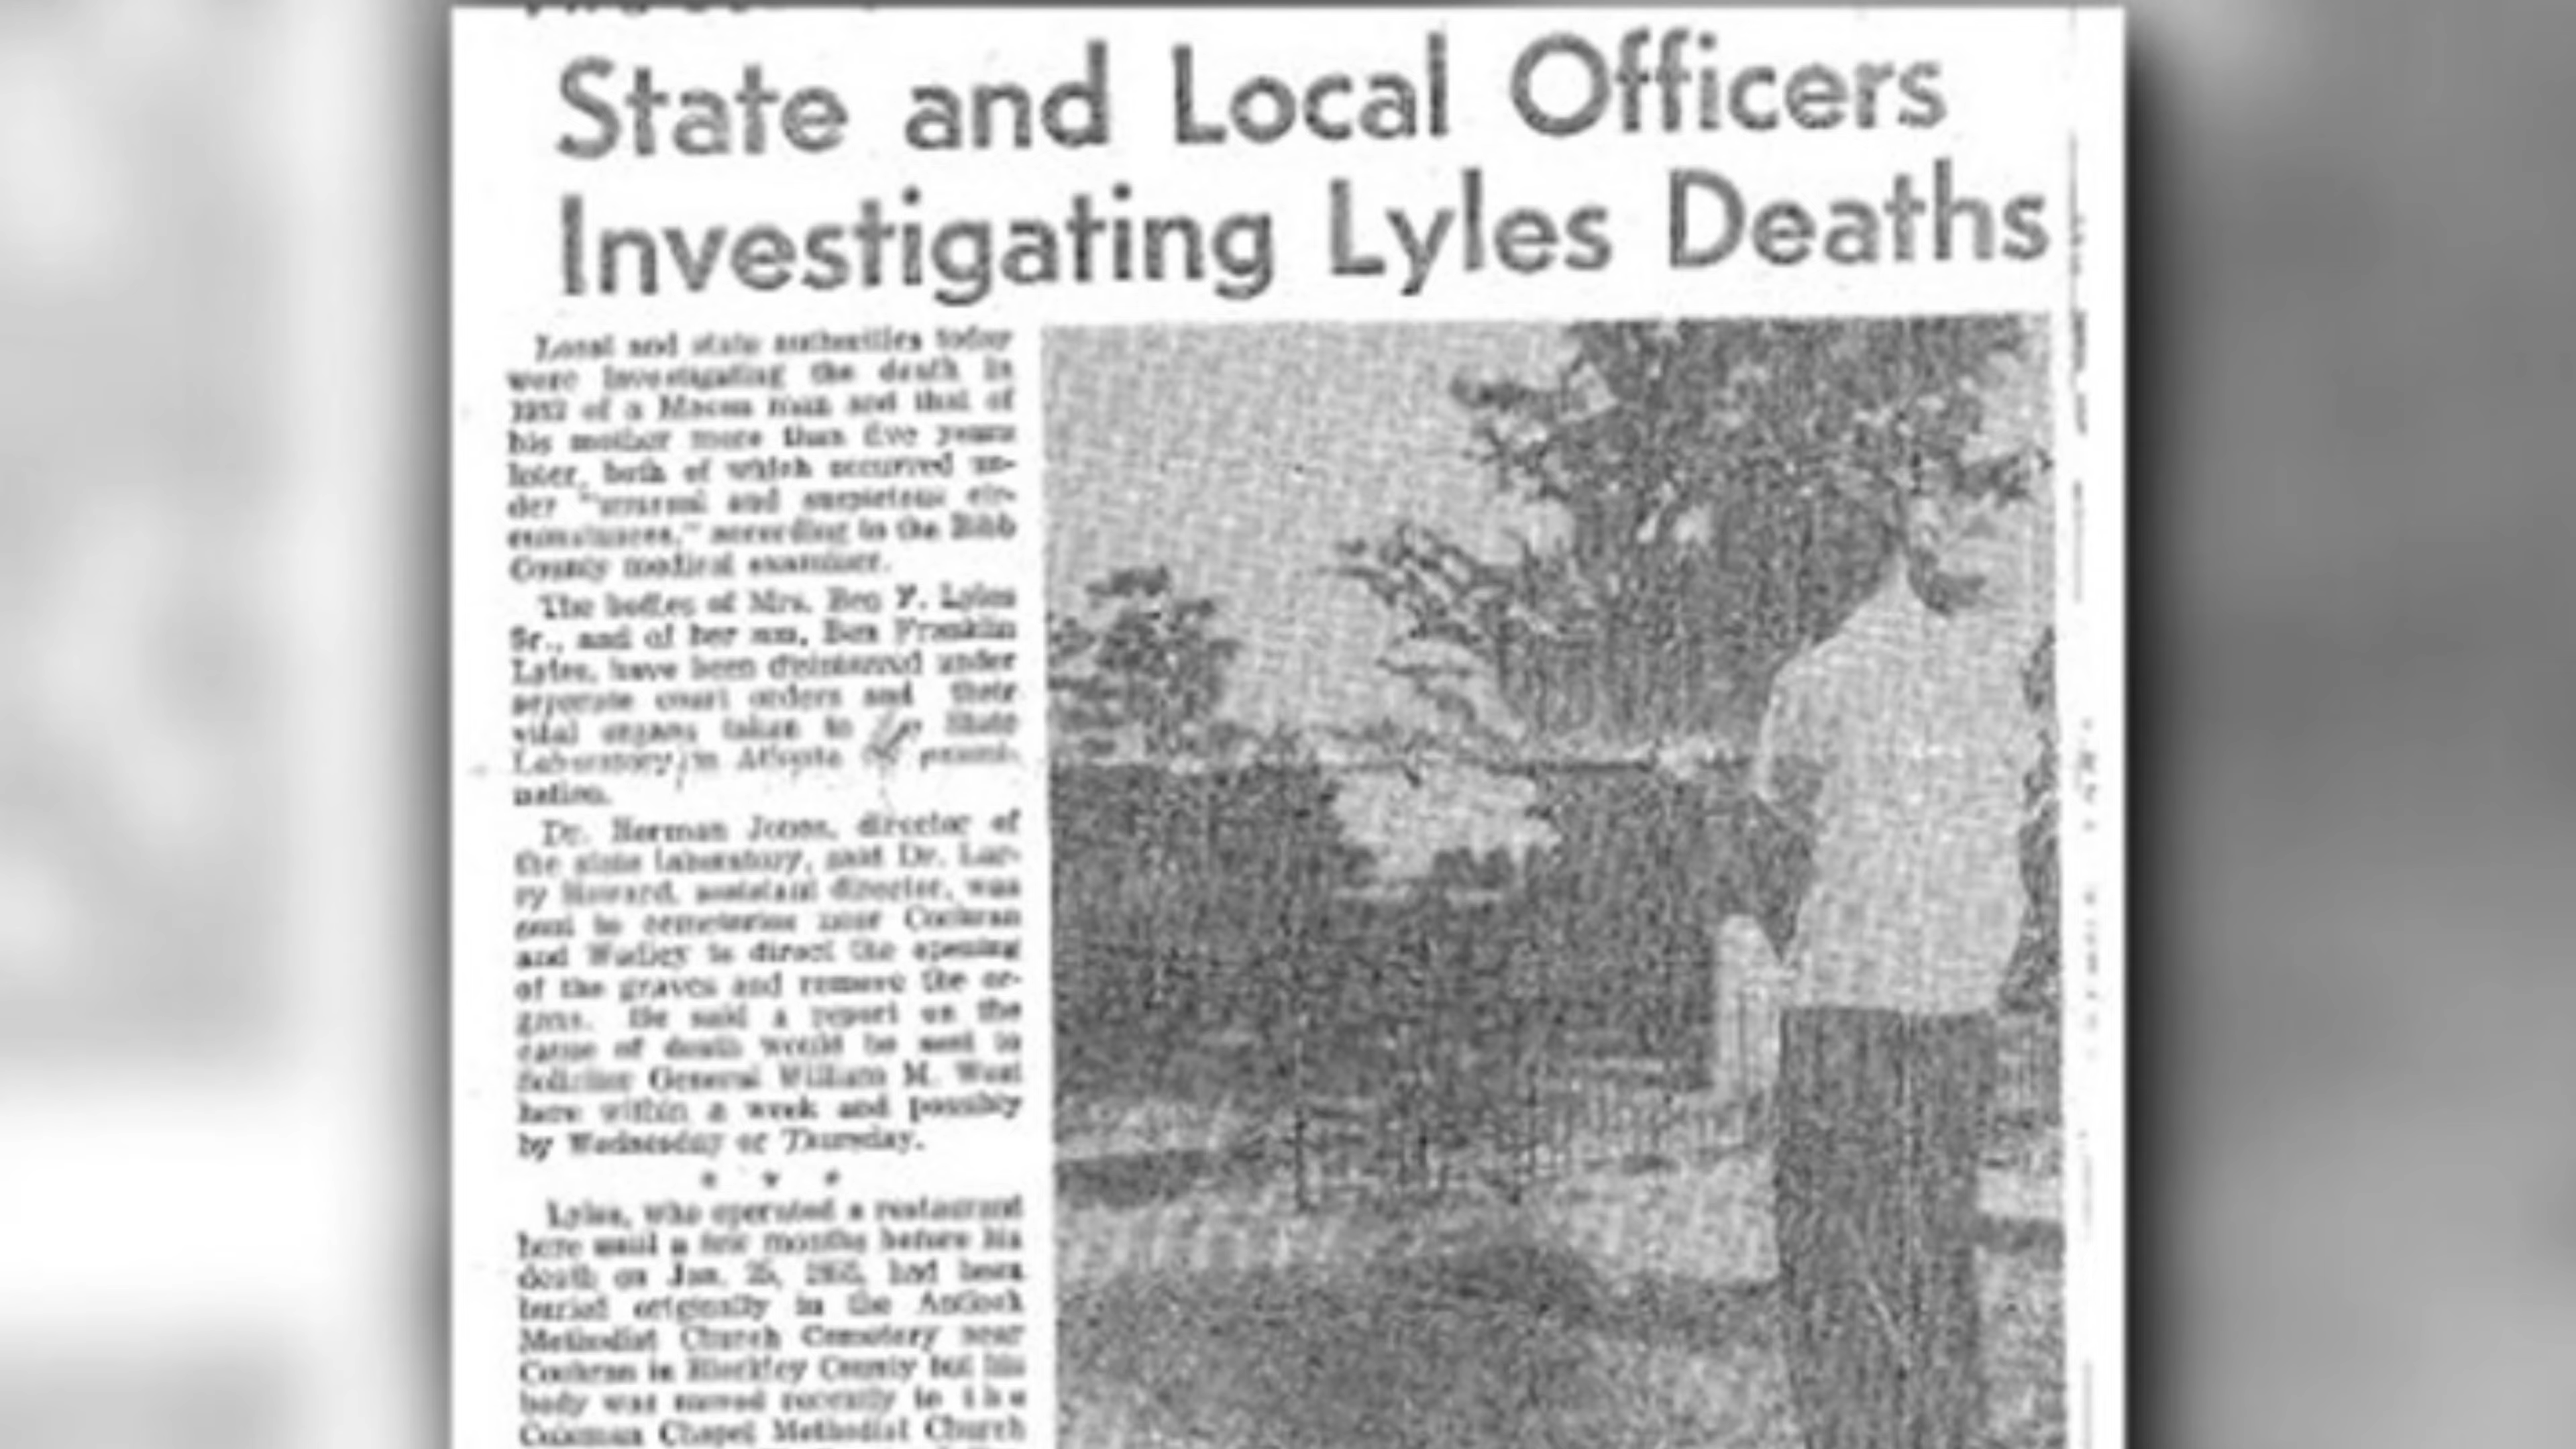 State and Local Officers
Investigating Lyles Deaths
Local and state authorities today
were investigating the death in
of a Macon man and that of
his mother more than five years
later, both of which occurred un-
der "unusual and suspicious cir-
cumstances," according to the Bibb
County medical examiner.
The bodies of Mrs. Ben F. Lyles
Sr., and of her son, Ben Franklin
Lyles, have been disinterred under
separate court orders and their
vital organs taken to State
Laboratory in Atlanta
nation.
Dr. Herman Jones, director of
the state laboratory, said Dr. Lar-
ry Howard, assistant director, was
sent to cemeteries near Cochran
and Wadley to direct the opening
of the graves and remove the or-
gans. He said a report on the
cause of death would be sent to
Solicitor General William M. West
here within a week and possibly
by Wednesday or Thursday.
* * *
Lyles, who operated a restaurant
here until a few months before his
death on Jan. 25, had been
buried originally in the Antioch
Methodist Church Cemetery near
Cochran in Bleckley County but his
body was moved recently to the
Coleman Chapel Methodist Church